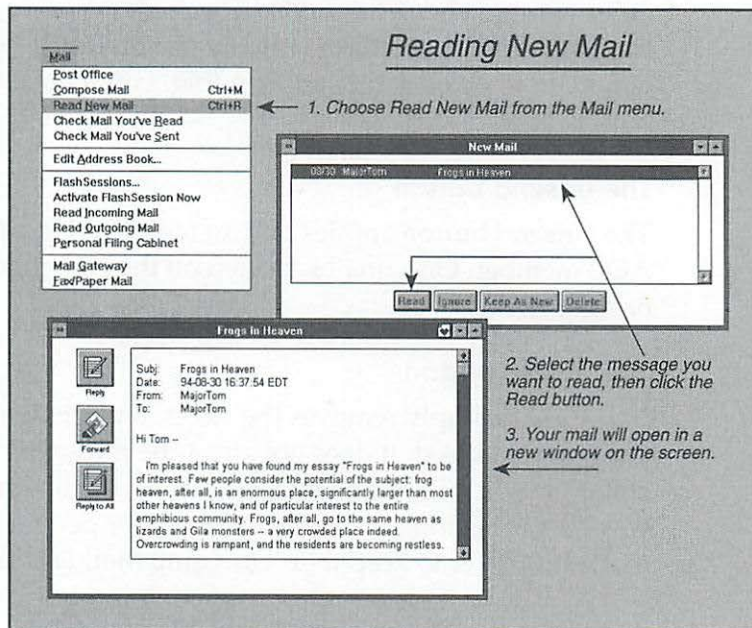 Reading New Mail
Mail
Post Office
Compose Mail Ctrl+M
Read New Mail Ctrl+R
Check Mail You've Read
Check Mail You've Sent
Edit Address Book...
FlashSessions...
Activate FlashSession Now
Read Incoming Mail
Read Outgoing Mail
Personal Filing Cabinet
Mail Gateway
Fax/Paper Mail
1. Choose Read New Mail from the Mail menu.
New Mail
08/30 MajorTom Frogs in Heaven
Read Ignore Keep As New Delete
2. Select the message you
want to read, then click the
Read button.
3. Your mail will open in a
new window on the screen.
Frogs in Heaven
Reply
Forward
Reply to All
Subj: Frogs in Heaven
Date: 94-08-30 16:37:54 EDT
From: MajorTom
To: MajorTom
Hi Tom --
I'm pleased that you have found my essay "Frogs in Heaven" to be
of interest. Few people consider the potential of the subject: frog
heaven, after all, is an enormous place, significantly larger than most
other heavens I know, and of particular interest to the entire
emphibious community. Frogs, after all, go to the same heaven as
lizards and Gila monsters -- a very crowded place indeed.
Overcrowding is rampant, and the residents are becoming restless.